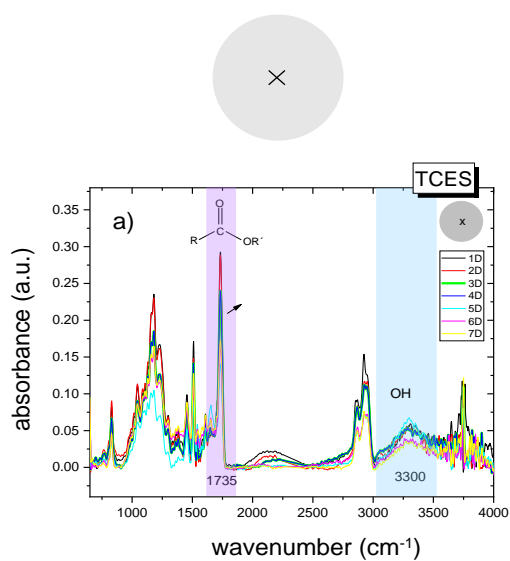 TCES
a)
O
R C OR´
x
1D
2D
3D
4D
5D
6D
7D
OH
1735
3300
absorbance (a.u.)
0.35
0.30
0.25
0.20
0.15
0.10
0.05
0.00
1000 1500 2000 2500 3000 3500 4000
wavenumber (cm⁻¹)